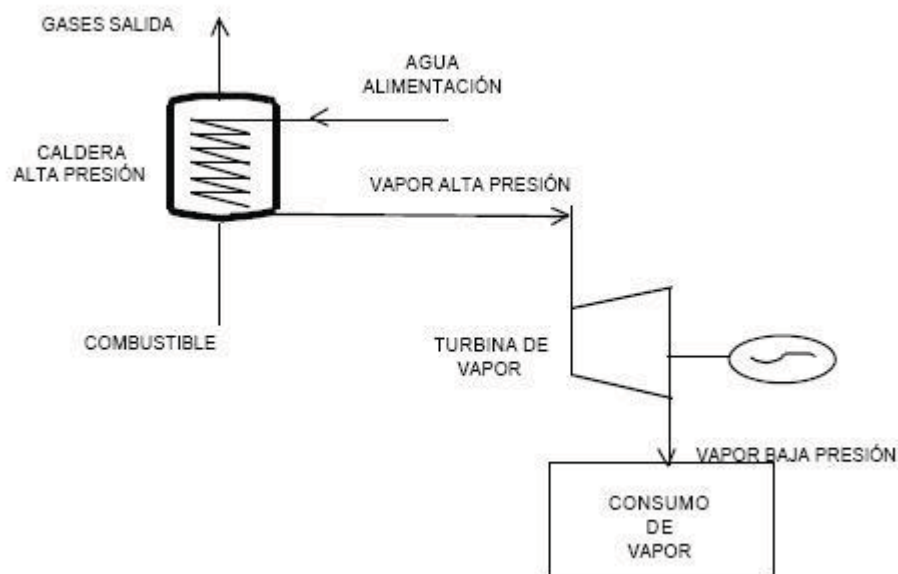 GASES SALIDA
AGUA
ALIMENTACIÓN
CALDERA
ALTA PRESIÓN
VAPOR ALTA PRESIÓN
COMBUSTIBLE
TURBINA DE
VAPOR
VAPOR BAJA PRESIÓN
CONSUMO
DE
VAPOR